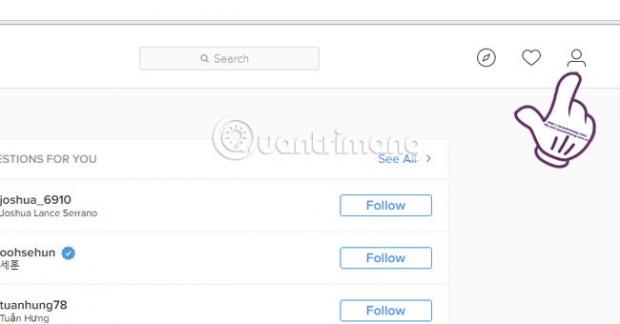 Search
Quantrimang
ESTIONS FOR YOU
See All
joshua_6910
Joshua Lance Serrano
Follow
oohsehun
세훈
Follow
tuanhung78
Tuấn Hưng
Follow